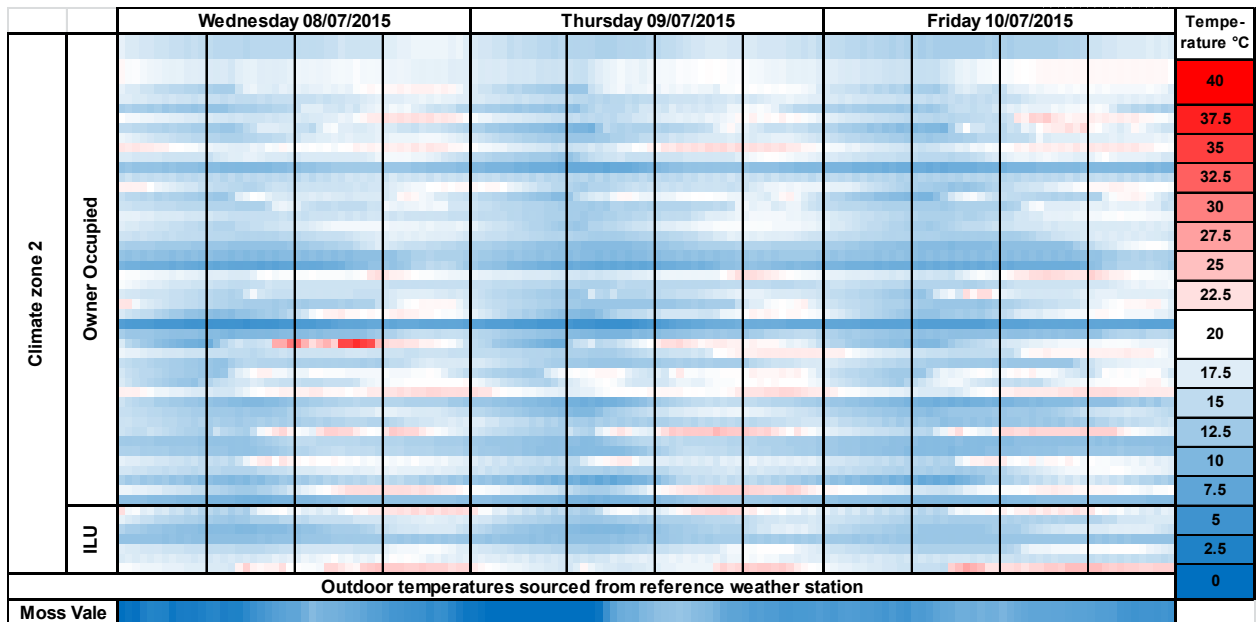 Wednesday 08/07/2015
Thursday 09/07/2015
Friday 10/07/2015
Tempe-
rature °C
40
37.5
35
32.5
30
27.5
25
22.5
20
17.5
15
12.5
10
7.5
5
2.5
0
Climate zone 2
Owner Occupied
ILU
Outdoor temperatures sourced from reference weather station
Moss Vale